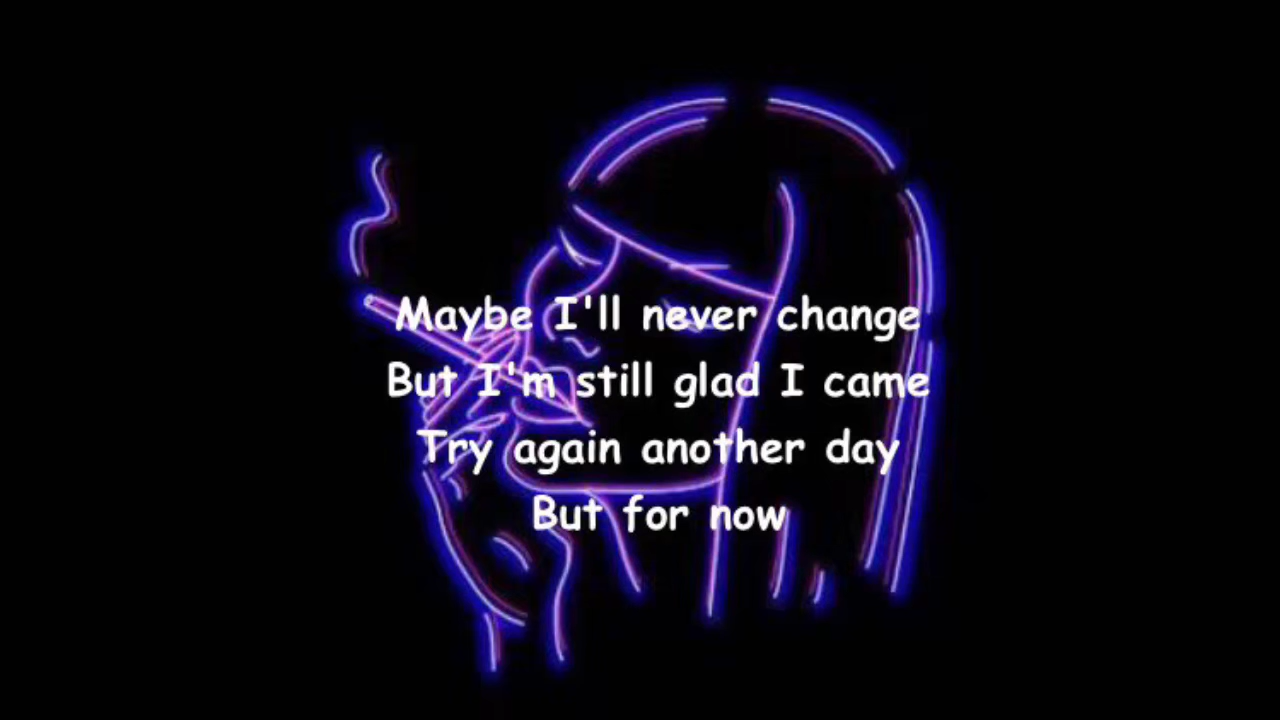 Maybe I'll never change
But I'm still glad I came
Try again another day
But for now